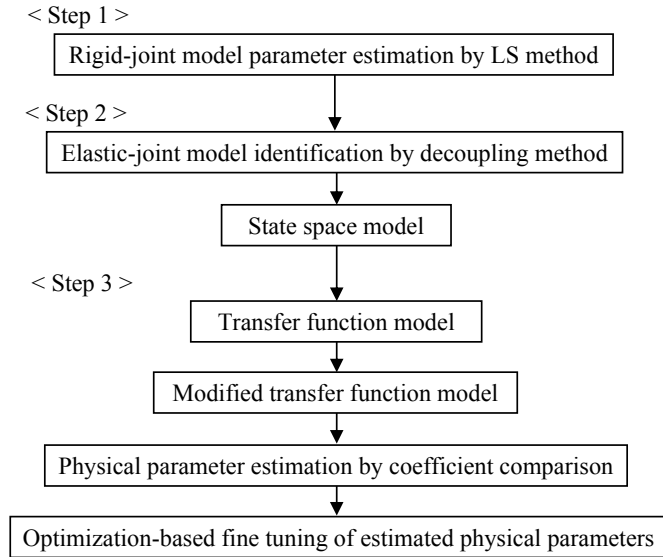 < Step 1 >
Rigid-joint model parameter estimation by LS method
< Step 2 >
Elastic-joint model identification by decoupling method
State space model
< Step 3 >
Transfer function model
Modified transfer function model
Physical parameter estimation by coefficient comparison
Optimization-based fine tuning of estimated physical parameters